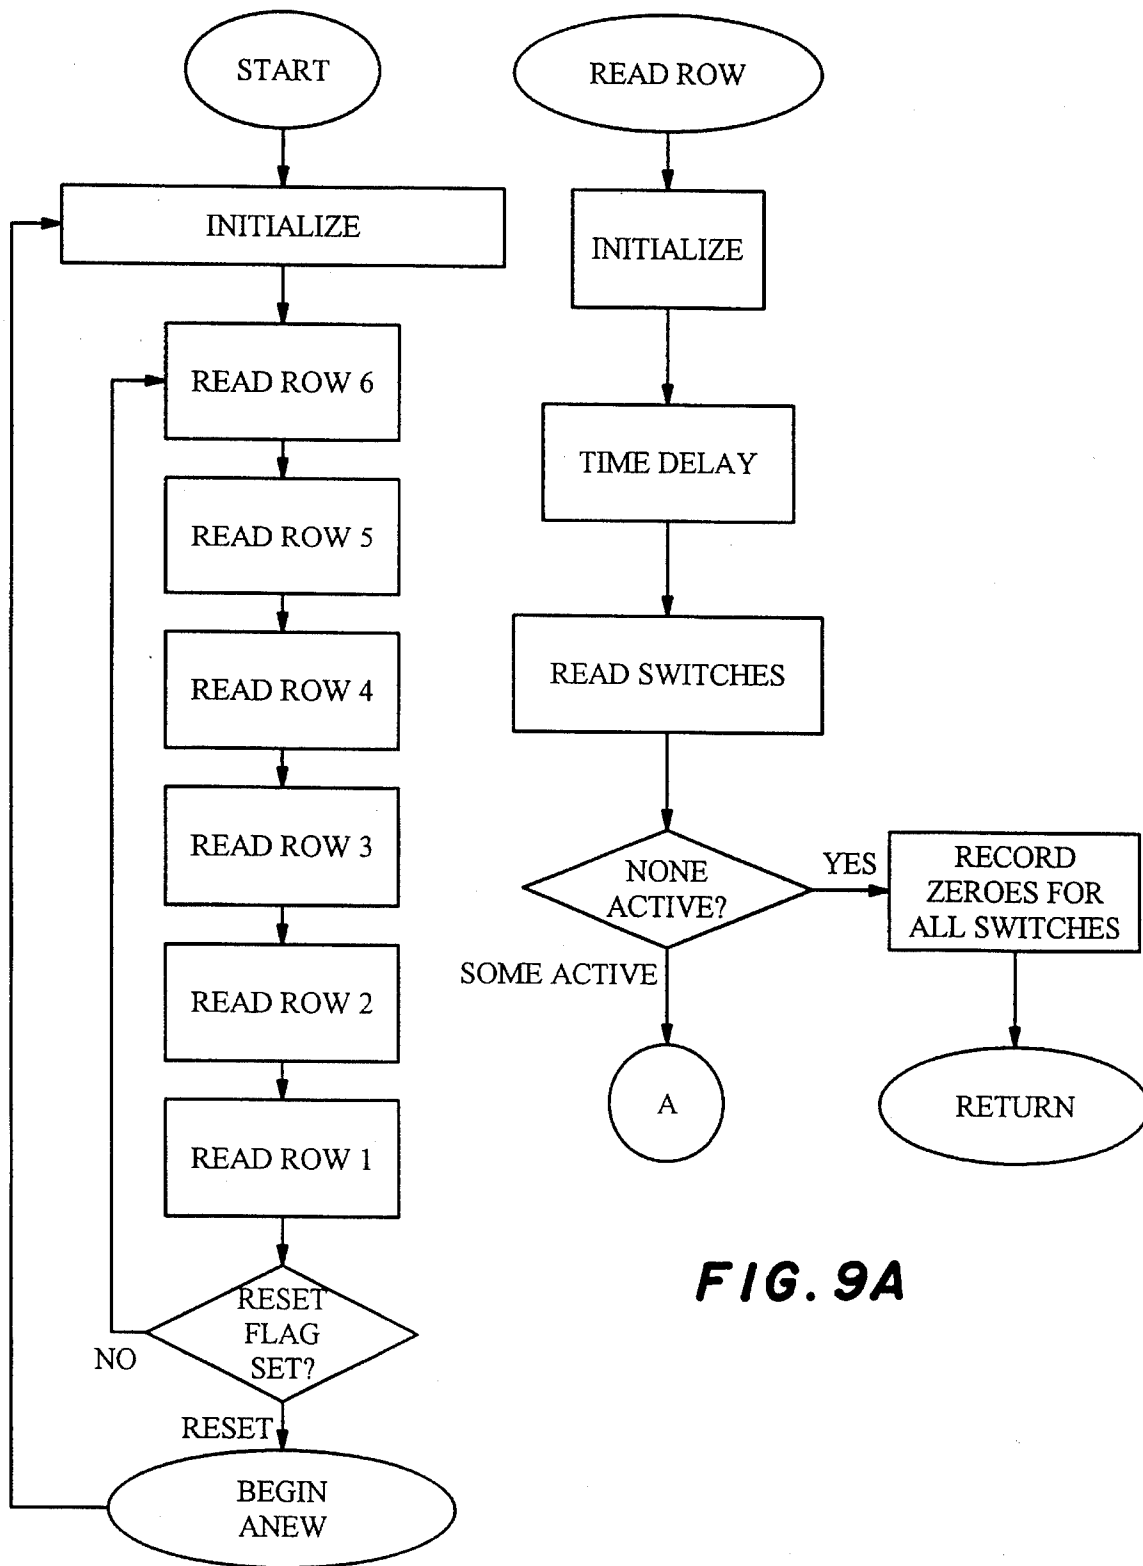 START
INITIALIZE
READ ROW 6
READ ROW 5
READ ROW 4
READ ROW 3
READ ROW 2
READ ROW 1
RESET
FLAG
SET?
NO
RESET
BEGIN
ANEW
READ ROW
INITIALIZE
TIME DELAY
READ SWITCHES
NONE
ACTIVE?
YES
RECORD
ZEROES FOR
ALL SWITCHES
SOME ACTIVE
A
RETURN
FIG. 9A